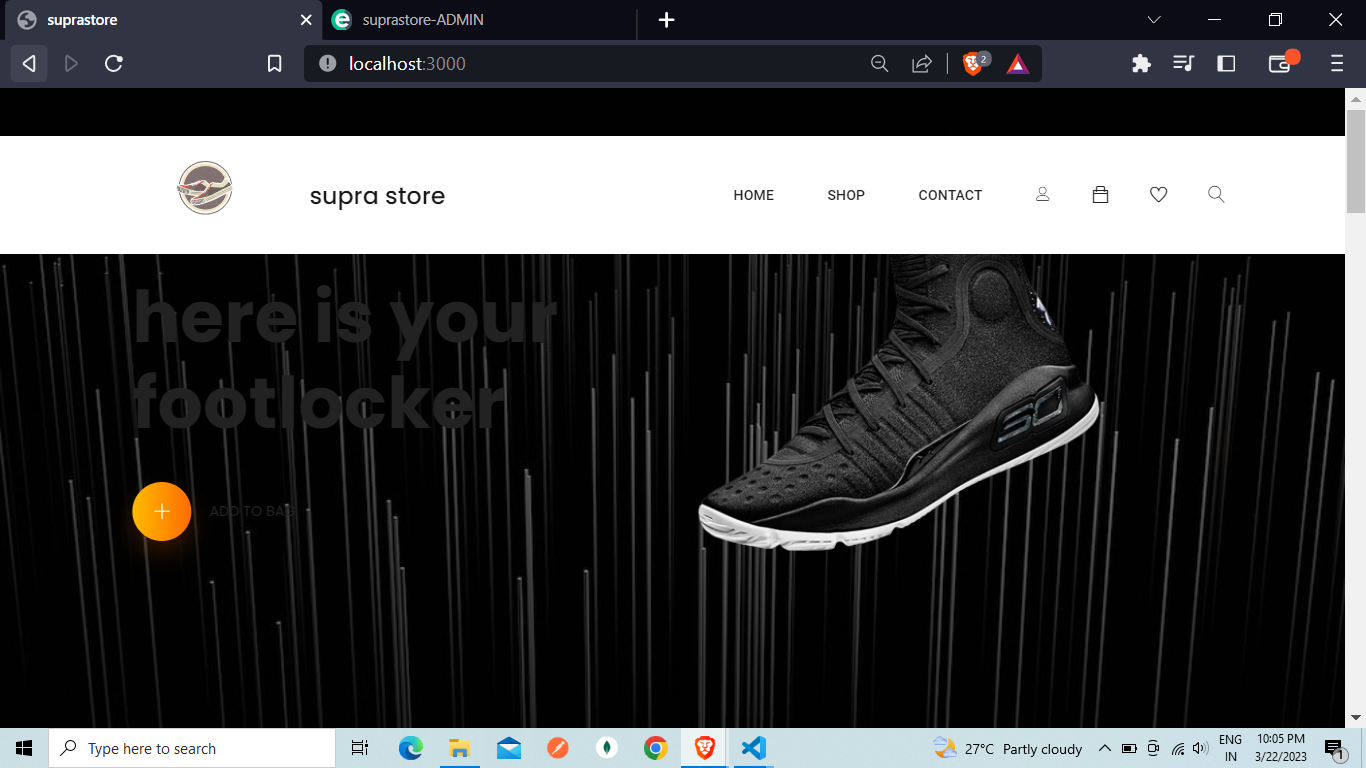 suprastore
suprastore-ADMIN
localhost:3000
2
supra store
HOME
SHOP
CONTACT
here is your
footlocker
ADD TO BAG
Type here to search
27°C Partly cloudy
ENG
IN
10:05 PM
3/22/2023
1